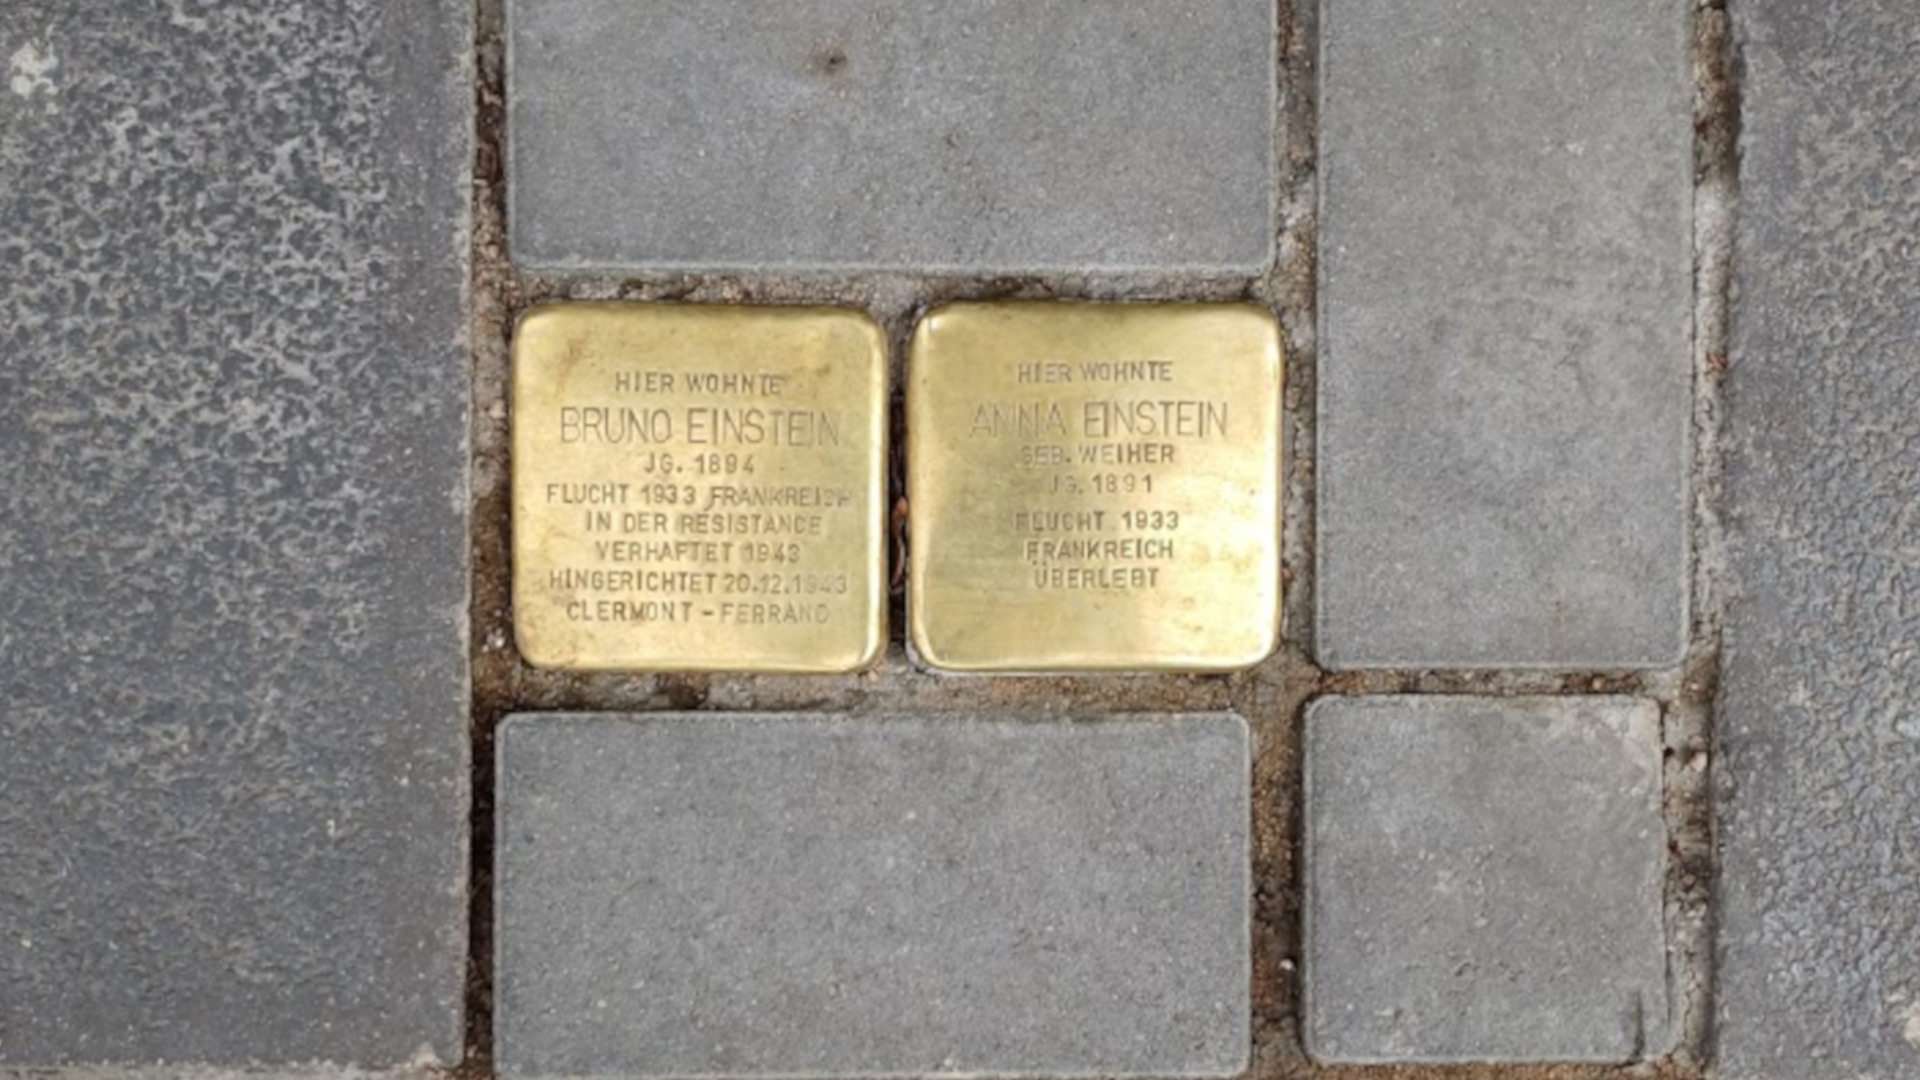 HIER WOHNTE
BRUNO EINSTEIN
JG. 1894
FLUCHT 1933 FRANKREICH
IN DER RESISTANCE
VERHAFTET 1943
HINGERICHTET 20.12.1943
CLERMONT - FERRAND
HIER WOHNTE
ANNA EINSTEIN
GEB. WEIHER
JG. 1891
FLUCHT 1933
FRANKREICH
ÜBERLEBT